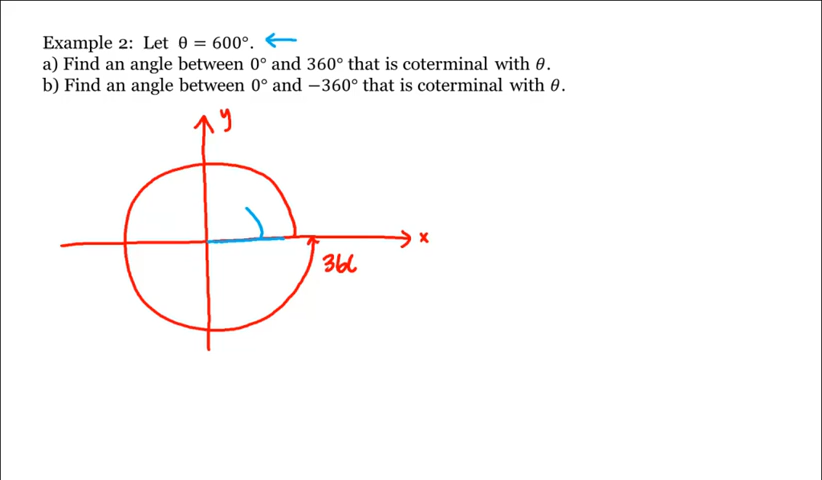 Example 2: Let θ = 600°.
a) Find an angle between 0° and 360° that is coterminal with θ.
b) Find an angle between 0° and −360° that is coterminal with θ.
y
x
360